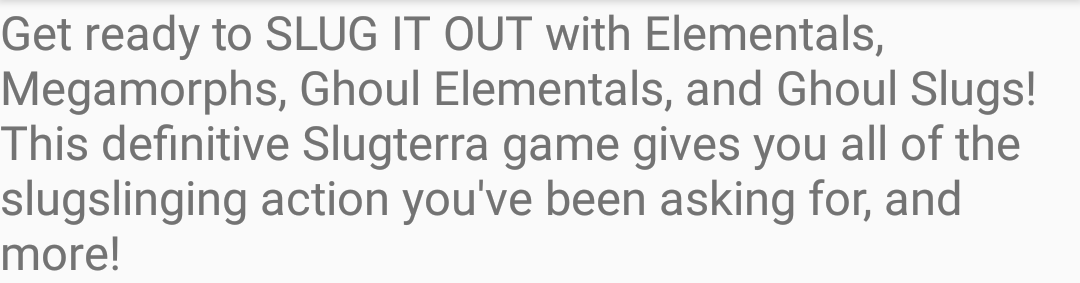 Get ready to SLUG IT OUT with Elementals,
Megamorphs, Ghoul Elementals, and Ghoul Slugs!
This definitive Slugterra game gives you all of the
slugslinging action you've been asking for, and
more!